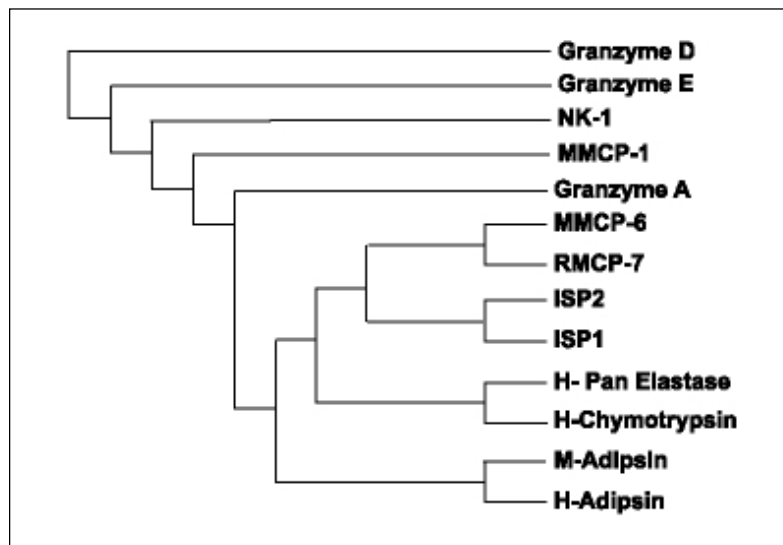 Granzyme D
Granzyme E
NK-1
MMCP-1
Granzyme A
MMCP-6
RMCP-7
ISP2
ISP1
H- Pan Elastase
H-Chymotrypsin
M-Adipsin
H-Adipsin